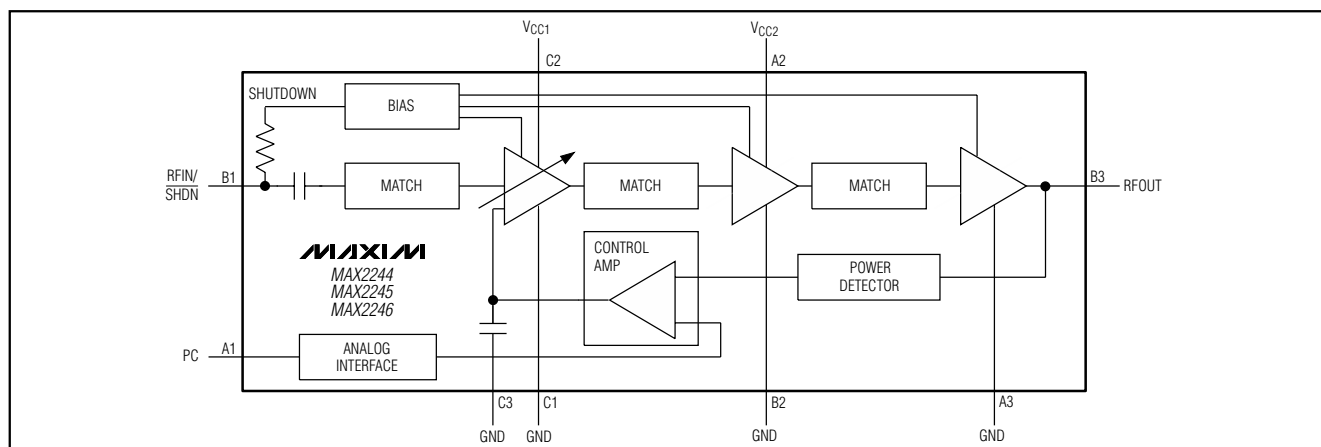 VCC1
VCC2
C2
A2
SHUTDOWN
BIAS
RFIN/
SHDN
B1
MATCH
MATCH
MATCH
B3
RFOUT
MAXIM
MAX2244
MAX2245
MAX2246
CONTROL
AMP
POWER
DETECTOR
PC
A1
ANALOG
INTERFACE
C3
C1
B2
A3
GND
GND
GND
GND